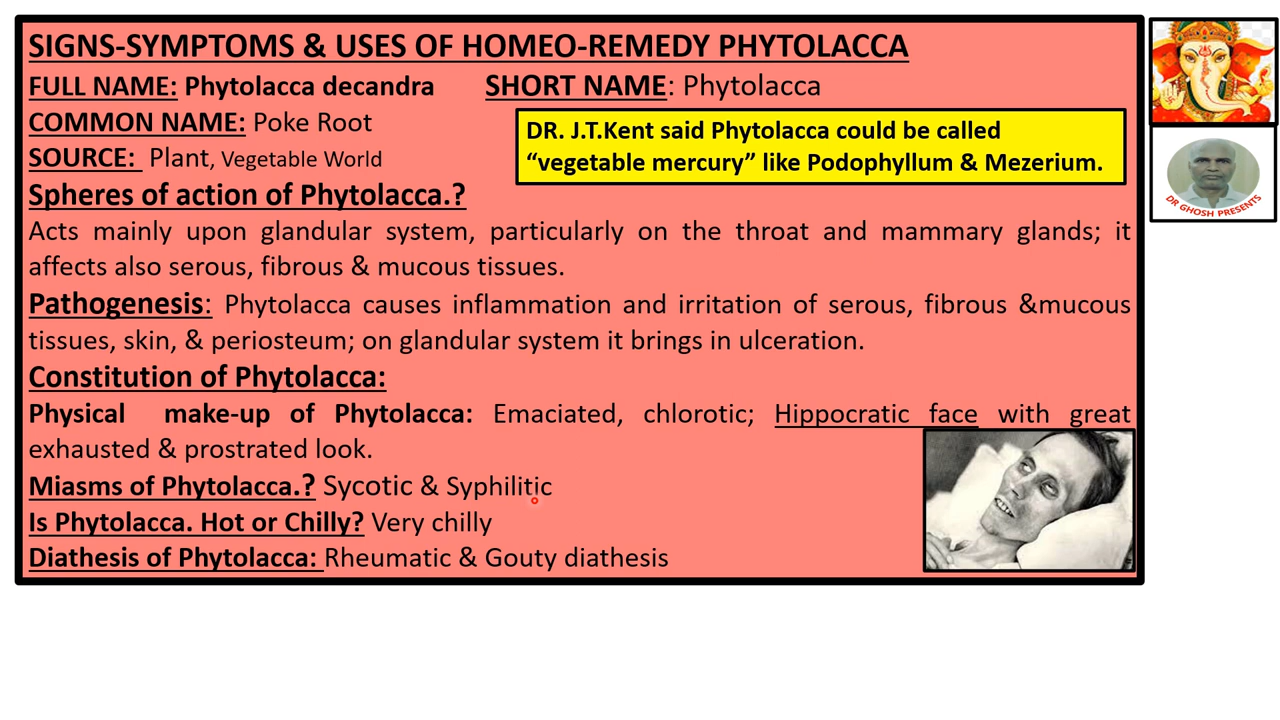 SIGNS-SYMPTOMS & USES OF HOMEO-REMEDY PHYTOLACCA
FULL NAME: Phytolacca decandra SHORT NAME: Phytolacca
COMMON NAME: Poke Root
SOURCE: Plant, Vegetable World
DR. J.T.Kent said Phytolacca could be called
“vegetable mercury” like Podophyllum & Mezerium.
Spheres of action of Phytolacca.?
Acts mainly upon glandular system, particularly on the throat and mammary glands; it
affects also serous, fibrous & mucous tissues.
Pathogenesis: Phytolacca causes inflammation and irritation of serous, fibrous &mucous
tissues, skin, & periosteum; on glandular system it brings in ulceration.
Constitution of Phytolacca:
Physical make-up of Phytolacca: Emaciated, chlorotic; Hippocratic face with great
exhausted & prostrated look.
Miasms of Phytolacca.? Sycotic & Syphilitic
Is Phytolacca. Hot or Chilly? Very chilly
Diathesis of Phytolacca: Rheumatic & Gouty diathesis
DR GHOSH PRESENTS